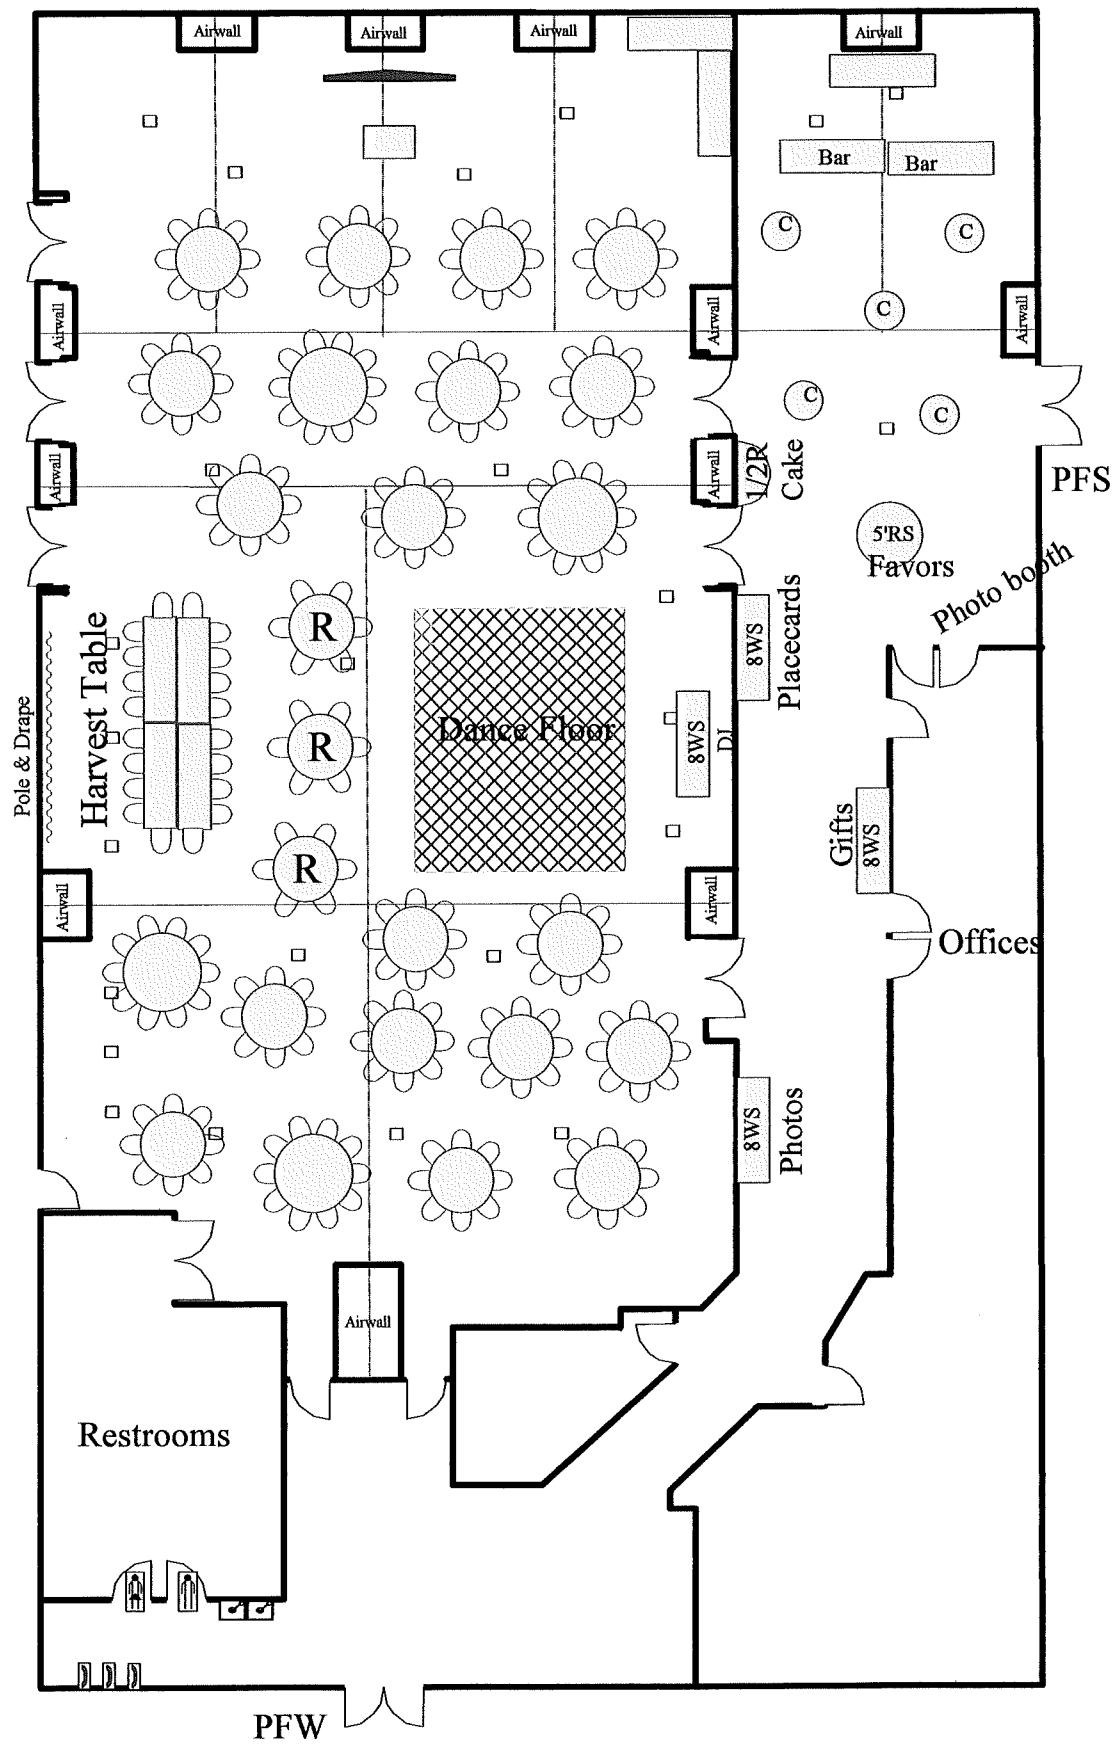 Airwall
Airwall
Airwall
Airwall
Bar
Bar
C
C
C
Airwall
Airwall
Airwall
C
C
Airwall
Airwall
1/2R
Cake
PFS
5'RS
Favors
Photo booth
Pole & Drape
Harvest Table
R
R
R
Dance Floor
8WS
DJ
8WS
Placecards
Gifts
8WS
Airwall
Airwall
Offices
8WS
Photos
Airwall
Restrooms
PFW